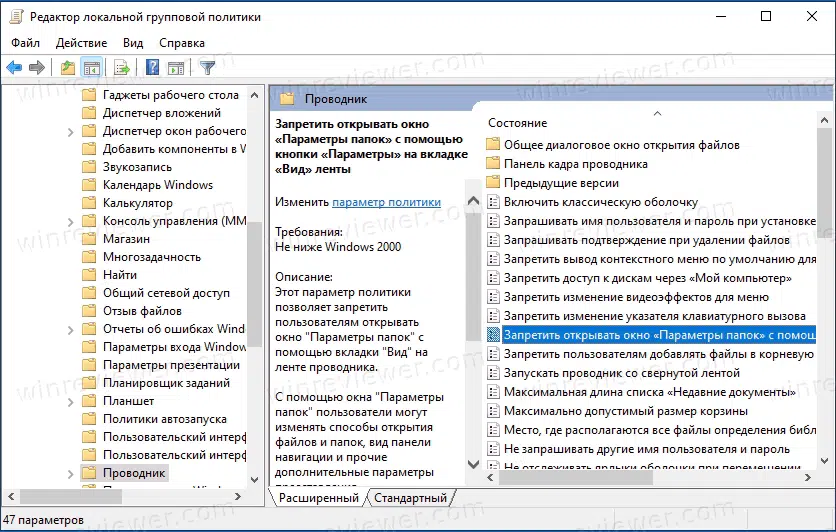 Редактор локальной групповой политики
Файл Действие Вид Справка
Гаджеты рабочего стола
Диспетчер вложений
Диспетчер окон рабочего
Добавить компоненты в W
Звукозапись
Календарь Windows
Калькулятор
Консоль управления (MM
Магазин
Многозадачность
Найти
Общий сетевой доступ
Отзыв файлов
Отчеты об ошибках Wind
Параметры входа Window
Параметры презентации
Планировщик заданий
Планшет
Политики автозапуска
Пользовательский интерф
Пользовательский интерф
Проводник
Проводник
Запретить открывать окно
«Параметры папок» с помощью
кнопки «Параметры» на вкладке
«Вид» ленты
Изменить параметр политики
Требования:
Не ниже Windows 2000
Описание:
Этот параметр политики
позволяет запретить
пользователям открывать
окно "Параметры папок" с
помощью вкладки "Вид" на
ленте проводника.
С помощью окна "Параметры
папок" пользователи могут
изменять способы открытия
файлов и папок, вид панели
навигации и прочие
дополнительные параметры
представления.
Состояние
Общее диалоговое окно открытия файлов
Панель кадра проводника
Предыдущие версии
Включить классическую оболочку
Запрашивать имя пользователя и пароль при установке
Запрашивать подтверждение при удалении файлов
Запретить вывод контекстного меню по умолчанию для
Запретить доступ к дискам через «Мой компьютер»
Запретить изменение видеоэффектов для меню
Запретить изменение указателя клавиатурного вызова
Запретить открывать окно «Параметры папок» с помощ
Запретить пользователям добавлять файлы в корневую
Запускать проводник со свернутой лентой
Максимальная длина списка «Недавние документы»
Максимально допустимый размер корзины
Место, где располагаются все файлы определения библ
Не запрашивать другие имя пользователя и пароль
Не отслеживать ярлыки оболочки при перемещении
Расширенный Стандартный
47 параметров
winreviewer.com